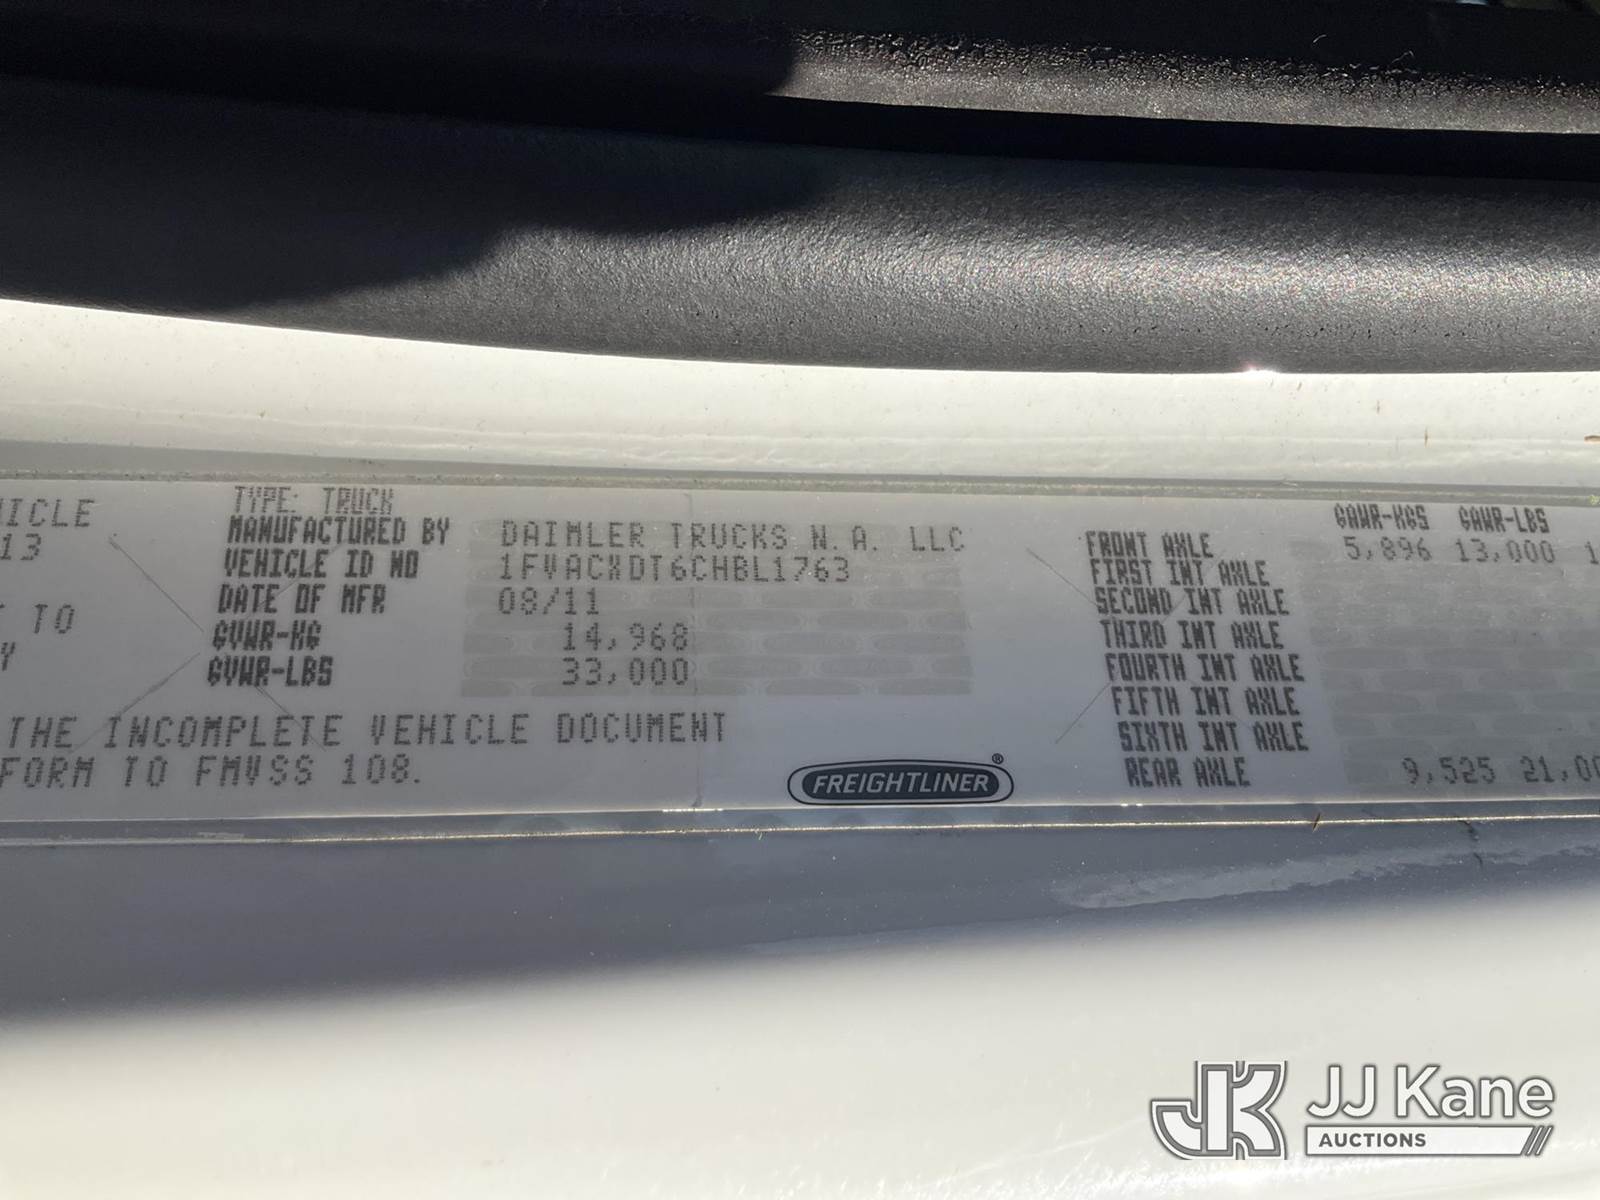 TYPE: TRUCK
MANUFACTURED BY DAIMLER TRUCKS N.A. LLC
VEHICLE ID NO 1FVACXDT6CHBL1763
DATE OF MFR 08/11
GVWR-KG 14,968
GVWR-LBS 33,000
13
TO
THE INCOMPLETE VEHICLE DOCUMENT
TO FMVSS 108.
FREIGHTLINER®
GAWR-KGS GAWR-LBS
FRONT AXLE 5,896 13,000
FIRST INT AXLE
SECOND INT AXLE
THIRD INT AXLE
FOURTH INT AXLE
FIFTH INT AXLE
SIXTH INT AXLE
REAR AXLE 9,525
JK JJ Kane
AUCTIONS